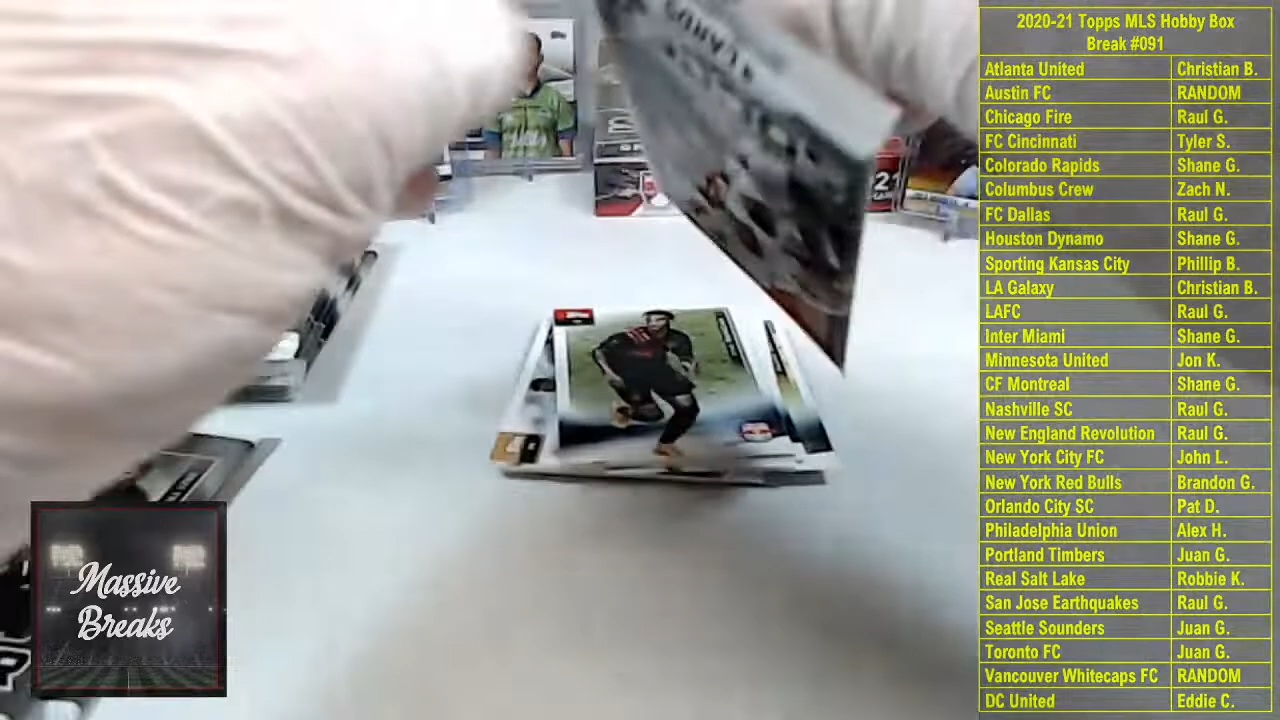 2020-21 Topps MLS Hobby Box
Break #091
Atlanta United Christian B.
Austin FC RANDOM
Chicago Fire Raul G.
FC Cincinnati Tyler S.
Colorado Rapids Shane G.
Columbus Crew Zach N.
FC Dallas Raul G.
Houston Dynamo Shane G.
Sporting Kansas City Phillip B.
LA Galaxy Christian B.
LAFC Raul G.
Inter Miami Shane G.
Minnesota United Jon K.
CF Montreal Shane G.
Nashville SC Raul G.
New England Revolution Raul G.
New York City FC John L.
New York Red Bulls Brandon G.
Orlando City SC Pat D.
Philadelphia Union Alex H.
Portland Timbers Juan G.
Real Salt Lake Robbie K.
San Jose Earthquakes Raul G.
Seattle Sounders Juan G.
Toronto FC Juan G.
Vancouver Whitecaps FC RANDOM
DC United Eddie C.
21
Massive
Breaks